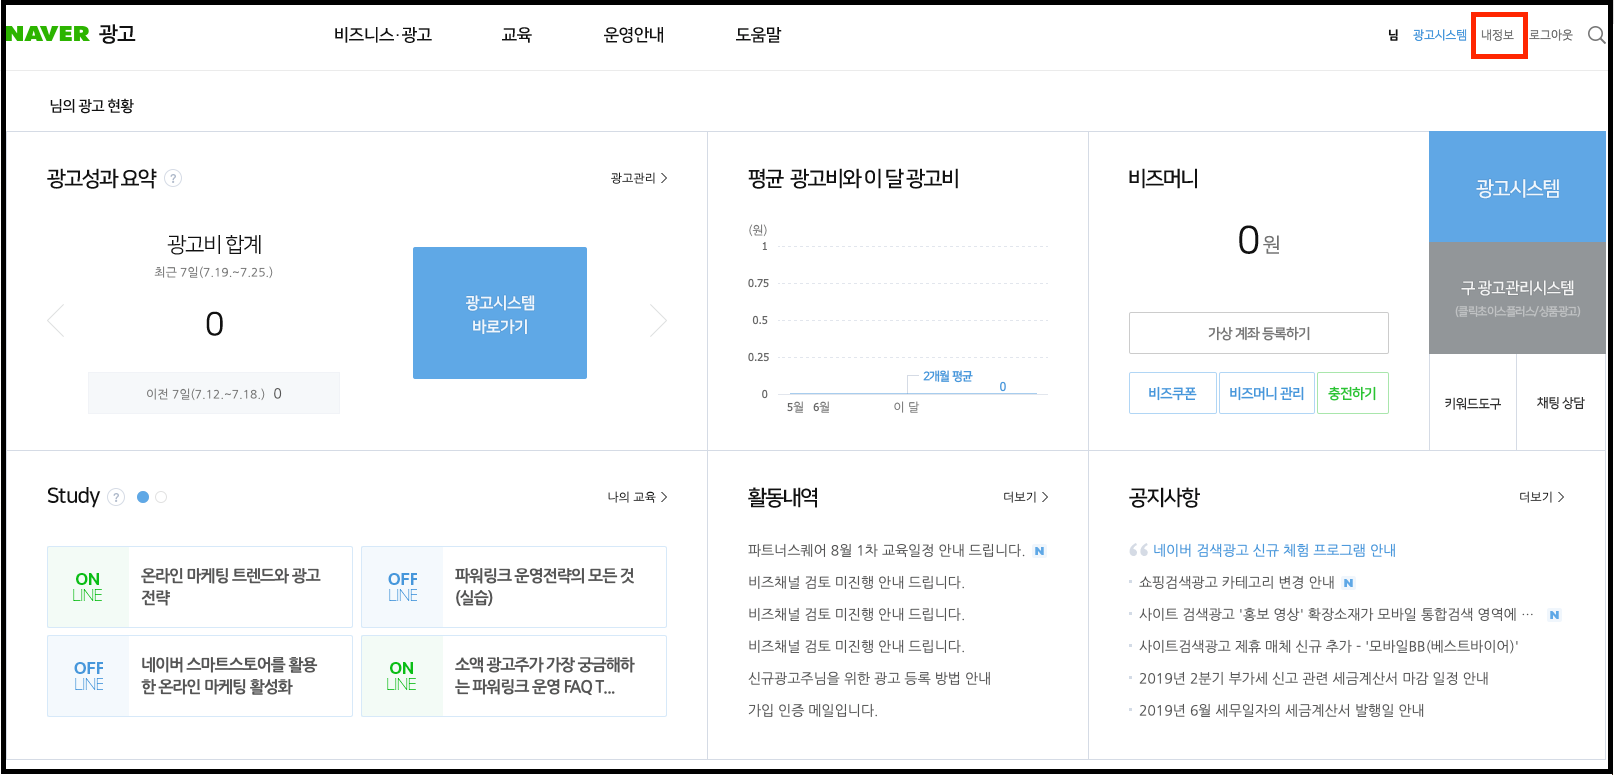 NAVER 광고
비즈니스·광고
교육
운영안내
도움말
님
광고시스템
내정보
로그아웃
님의 광고 현황
광고성과 요약 ?
광고관리 >
광고비 합계
최근 7일(7.19.~7.25.)
0
이전 7일(7.12.~7.18.) 0
광고시스템
바로가기
평균 광고비와 이 달 광고비
(원)
1
0.75
0.5
0.25
0
2개월 평균
0
5월 6월
이 달
비즈머니
0원
가상 계좌 등록하기
비즈쿠폰
비즈머니 관리
충전하기
광고시스템
구 광고관리시스템
(클릭초이스플러스/상품광고)
키워드도구
채팅 상담
Study ?
나의 교육 >
ON
LINE
온라인 마케팅 트렌드와 광고
전략
OFF
LINE
파워링크 운영전략의 모든 것
(실습)
OFF
LINE
네이버 스마트스토어를 활용
한 온라인 마케팅 활성화
ON
LINE
소액 광고주가 가장 궁금해하
는 파워링크 운영 FAQ T...
활동내역
더보기 >
파트너스퀘어 8월 1차 교육일정 안내 드립니다. N
비즈채널 검토 미진행 안내 드립니다.
비즈채널 검토 미진행 안내 드립니다.
비즈채널 검토 미진행 안내 드립니다.
신규광고주님을 위한 광고 등록 방법 안내
가입 인증 메일입니다.
공지사항
더보기 >
네이버 검색광고 신규 체험 프로그램 안내
· 쇼핑검색광고 카테고리 변경 안내 N
· 사이트 검색광고 '홍보 영상' 확장소재가 모바일 통합검색 영역에 ··· N
· 사이트검색광고 제휴 매체 신규 추가 - '모바일BB(베스트바이어)'
· 2019년 2분기 부가세 신고 관련 세금계산서 마감 일정 안내
· 2019년 6월 세무일자의 세금계산서 발행일 안내